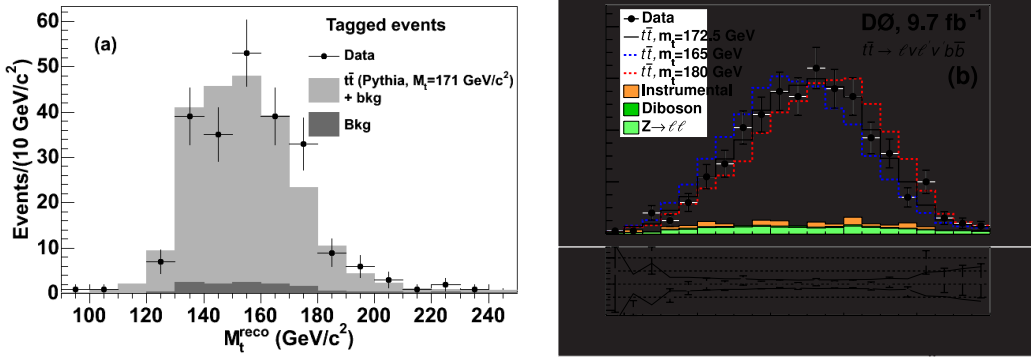 Tagged events
(a)
Data
tt̄ (Pythia, Mt=171 GeV/c²)
+ bkg
Bkg
Events/(10 GeV/c²)
60
50
40
30
20
10
0
100 120 140 160 180 200 220 240
Mt^reco (GeV/c²)
Data
tt̄, mt=172.5 GeV
tt̄, mt=165 GeV
tt̄, mt=180 GeV
Instrumental
Diboson
Z→ℓℓ
DØ, 9.7 fb⁻¹
tt̄ → ℓνℓ'ν'bb̄
(b)